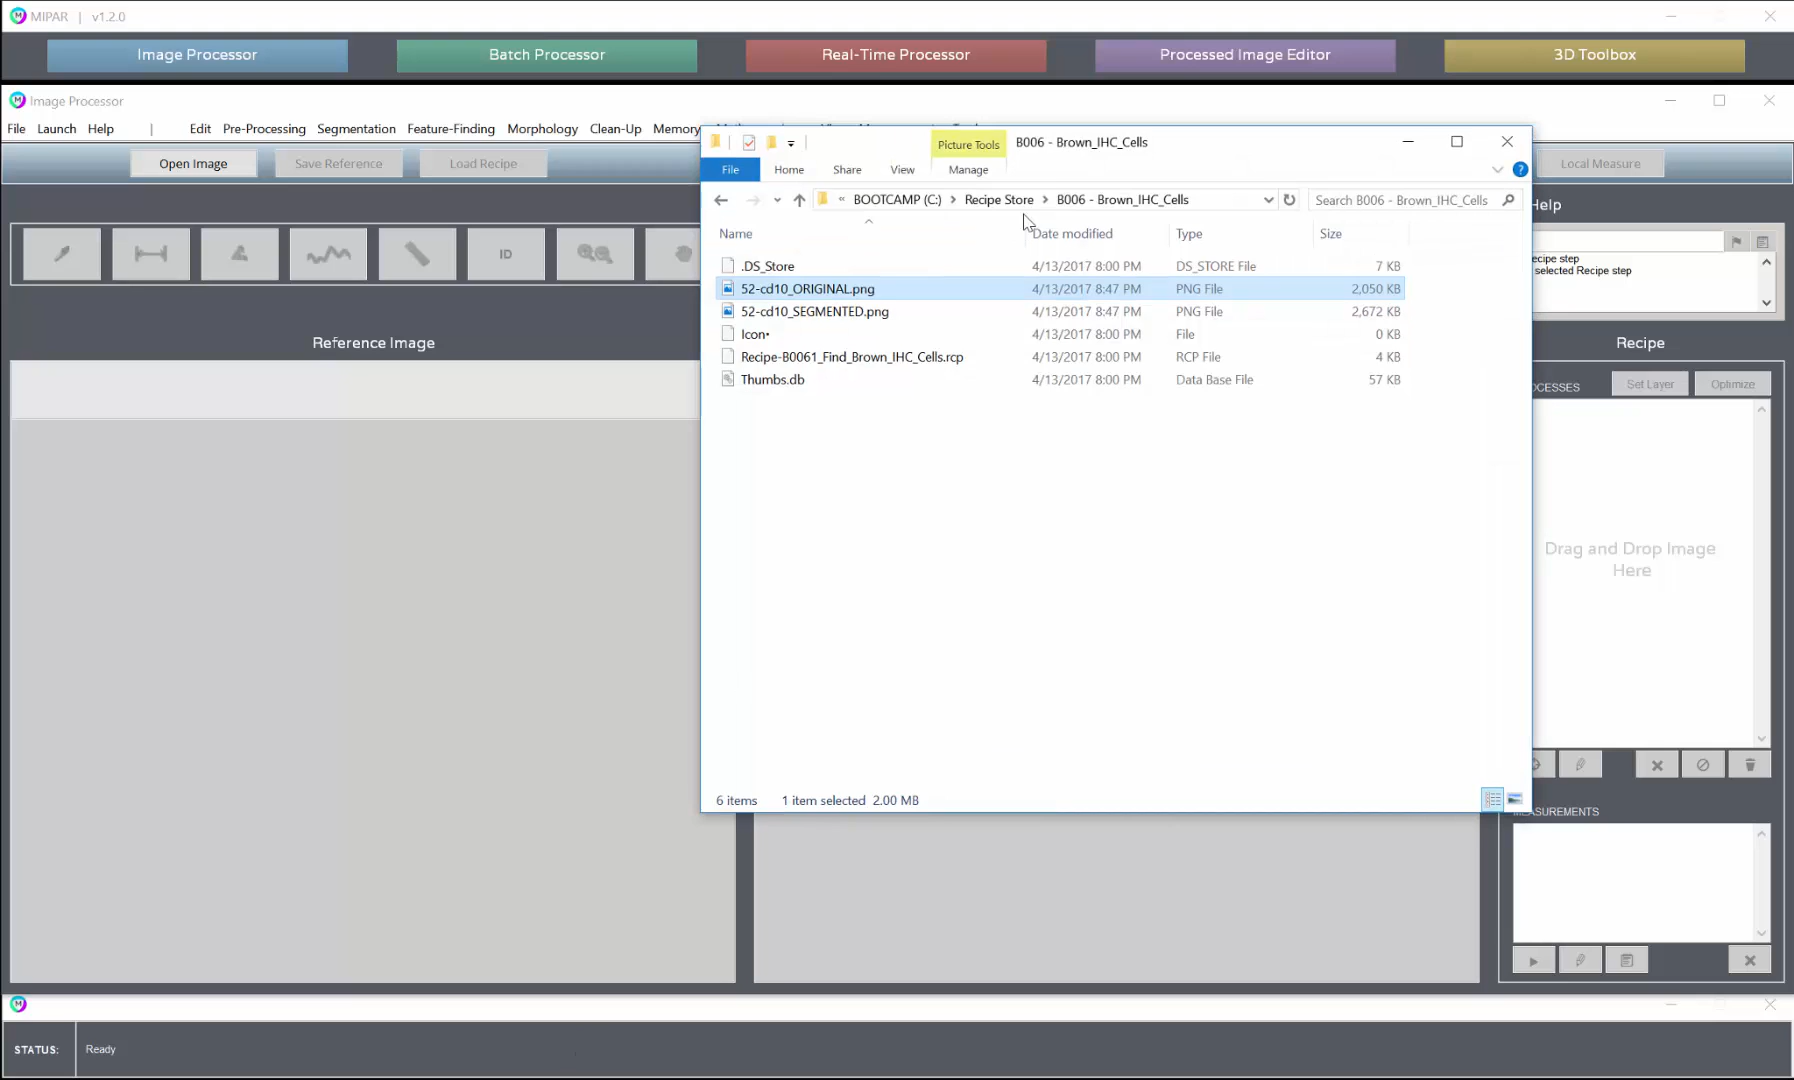 MIPAR | v1.2.0
Image Processor
Batch Processor
Real-Time Processor
Processed Image Editor
3D Toolbox
Image Processor
File Launch Help | Edit Pre-Processing Segmentation Feature-Finding Morphology Clean-Up Memory
Open Image
Save Reference
Load Recipe
Local Measure
Picture Tools
B006 - Brown_IHC_Cells
File Home Share View Manage
« BOOTCAMP (C:) > Recipe Store > B006 - Brown_IHC_Cells
Search B006 - Brown_IHC_Cells
Name Date modified Type Size
.DS_Store 4/13/2017 8:00 PM DS_STORE File 7 KB
52-cd10_ORIGINAL.png 4/13/2017 8:47 PM PNG File 2,050 KB
52-cd10_SEGMENTED.png 4/13/2017 8:47 PM PNG File 2,672 KB
Icon• 4/13/2017 8:00 PM File 0 KB
Recipe-B0061_Find_Brown_IHC_Cells.rcp 4/13/2017 8:00 PM RCP File 4 KB
Thumbs.db 4/13/2017 8:00 PM Data Base File 57 KB
6 items 1 item selected 2.00 MB
Help
ecipe step
selected Recipe step
ID
Reference Image
Recipe
OCESSES
Set Layer
Optimize
Drag and Drop Image
Here
MEASUREMENTS
STATUS: Ready